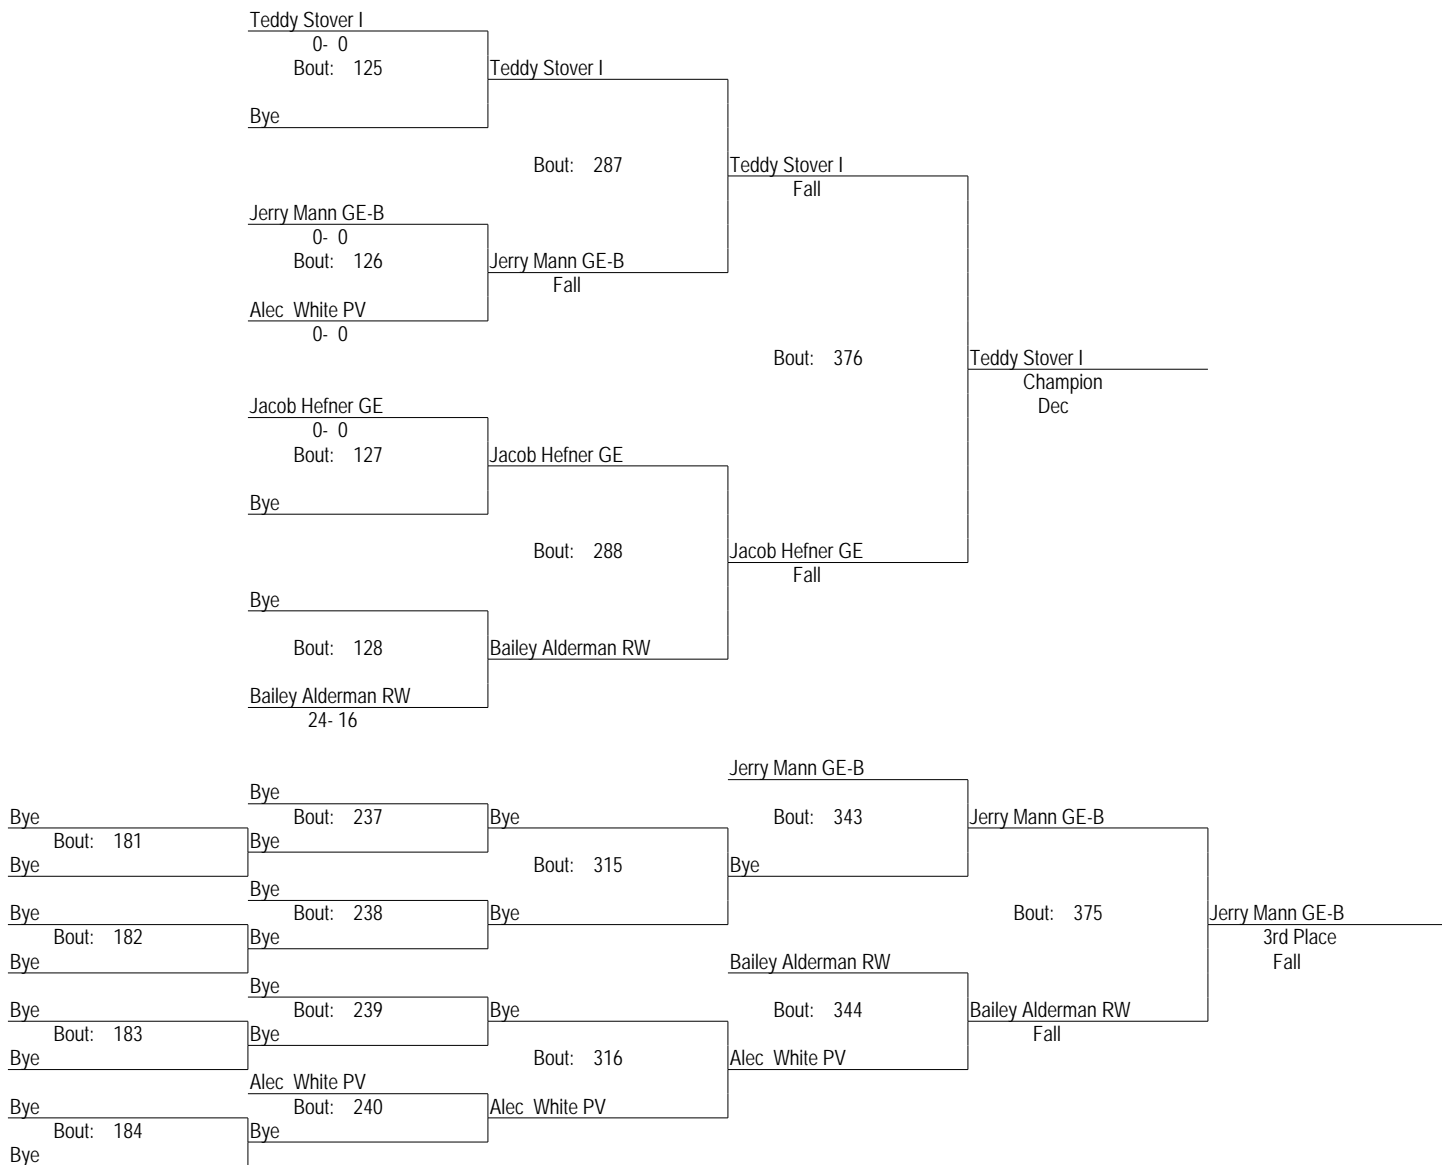 Teddy Stover I
0- 0
Bout: 125
Teddy Stover I
Bye
Bout: 287
Teddy Stover I
Fall
Jerry Mann GE-B
0- 0
Bout: 126
Jerry Mann GE-B
Fall
Alec White PV
0- 0
Bout: 376
Teddy Stover I
Champion
Dec
Jacob Hefner GE
0- 0
Bout: 127
Jacob Hefner GE
Bye
Bout: 288
Jacob Hefner GE
Fall
Bye
Bout: 128
Bailey Alderman RW
Bailey Alderman RW
24- 16
Jerry Mann GE-B
Bye
Bye
Bout: 237
Bye
Bout: 343
Jerry Mann GE-B
Bout: 181
Bye
Bye
Bout: 315
Bye
Bye
Bye
Bout: 238
Bye
Bout: 375
Jerry Mann GE-B
Bout: 182
Bye
3rd Place
Bye
Bailey Alderman RW
Fall
Bye
Bye
Bout: 239
Bye
Bout: 344
Bailey Alderman RW
Bout: 183
Bye
Fall
Bye
Bout: 316
Alec White PV
Alec White PV
Bye
Bout: 240
Alec White PV
Bout: 184
Bye
Bye